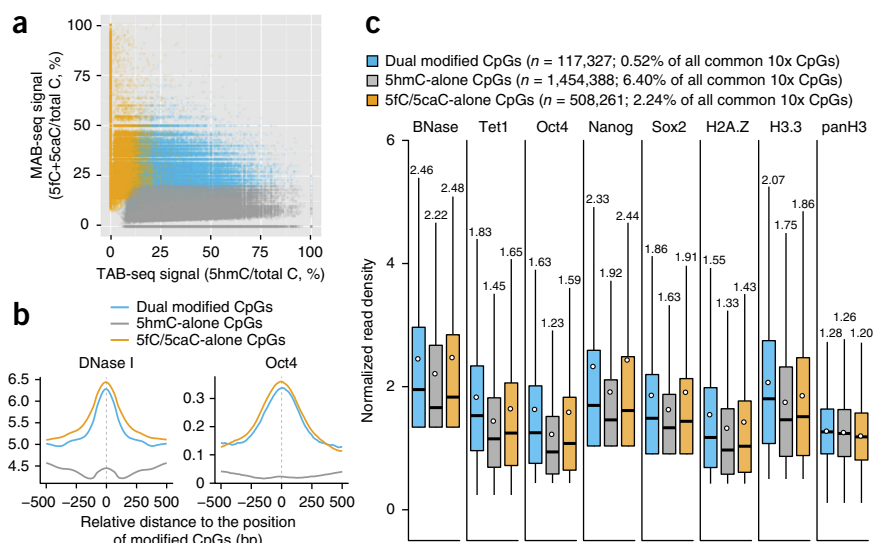 a
MAB-seq signal
(5fC+5caC/total C, %)
100
75
50
25
0
0 25 50 75 100
TAB-seq signal (5hmC/total C, %)
b
Dual modified CpGs
5hmC-alone CpGs
5fC/5caC-alone CpGs
DNase I
6.5
6.0
5.5
5.0
4.5
−500 −250 0 250 500
Oct4
0.3
0.2
0.1
0
−500 −250 0 250 500
Relative distance to the position
of modified CpGs (bp)
c
Dual modified CpGs (n = 117,327; 0.52% of all common 10x CpGs)
5hmC-alone CpGs (n = 1,454,388; 6.40% of all common 10x CpGs)
5fC/5caC-alone CpGs (n = 508,261; 2.24% of all common 10x CpGs)
BNase Tet1 Oct4 Nanog Sox2 H2A.Z H3.3 panH3
Normalized read density
6
4
2
0
2.46 2.22 2.48
1.83 1.45 1.65
1.63 1.23 1.59
2.33 1.92 2.44
1.86 1.63 1.91
1.55 1.33 1.43
2.07 1.75 1.86
1.28 1.26 1.20